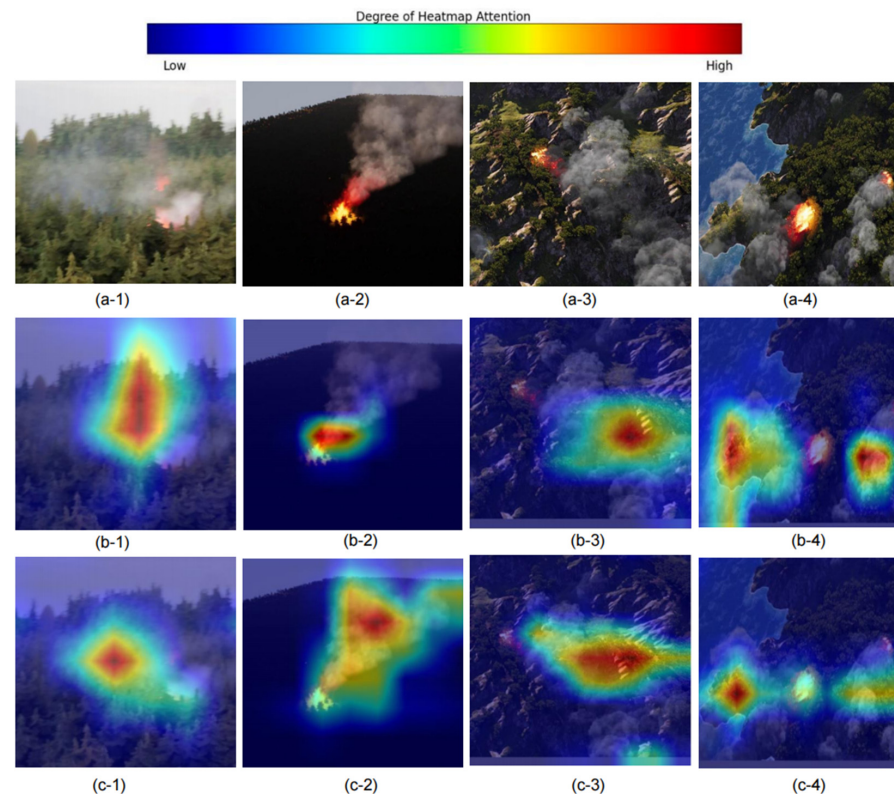 Degree of Heatmap Attention
Low High
(a-1) (a-2) (a-3) (a-4)
(b-1) (b-2) (b-3) (b-4)
(c-1) (c-2) (c-3) (c-4)